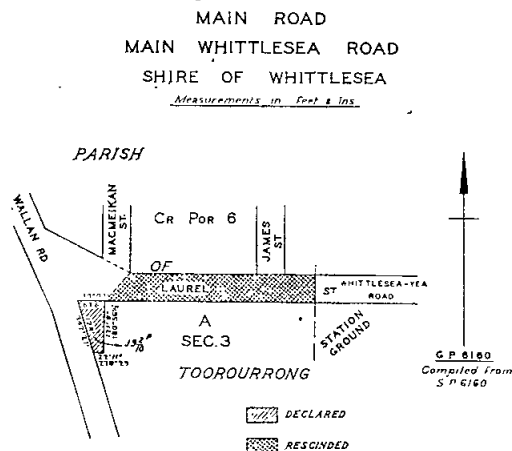 MAIN ROAD
MAIN WHITTLESEA ROAD
SHIRE OF WHITTLESEA
Measurements in Feet & Ins
PARISH
WALLAN RD
MACMEIKAN ST.
CR POR 6
JAMES ST
OF
LAUREL
ST
WHITTLESEA-YEA ROAD
A
SEC. 3
STATION GROUND
TOOROURRONG
G P 6160
Compiled from
S P 6160
DECLARED
RESCINDED